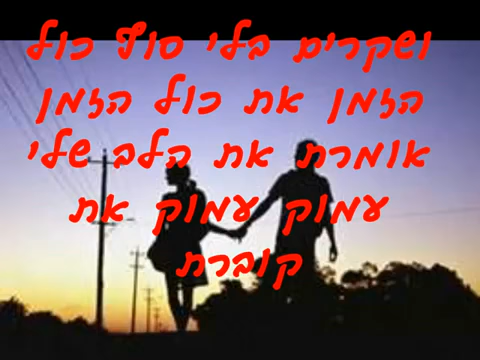 ושקרים בלי סוף כול
הזמן את כול הזמן
אומרת את הלב שלי
עמוק עמוק את
קוברת